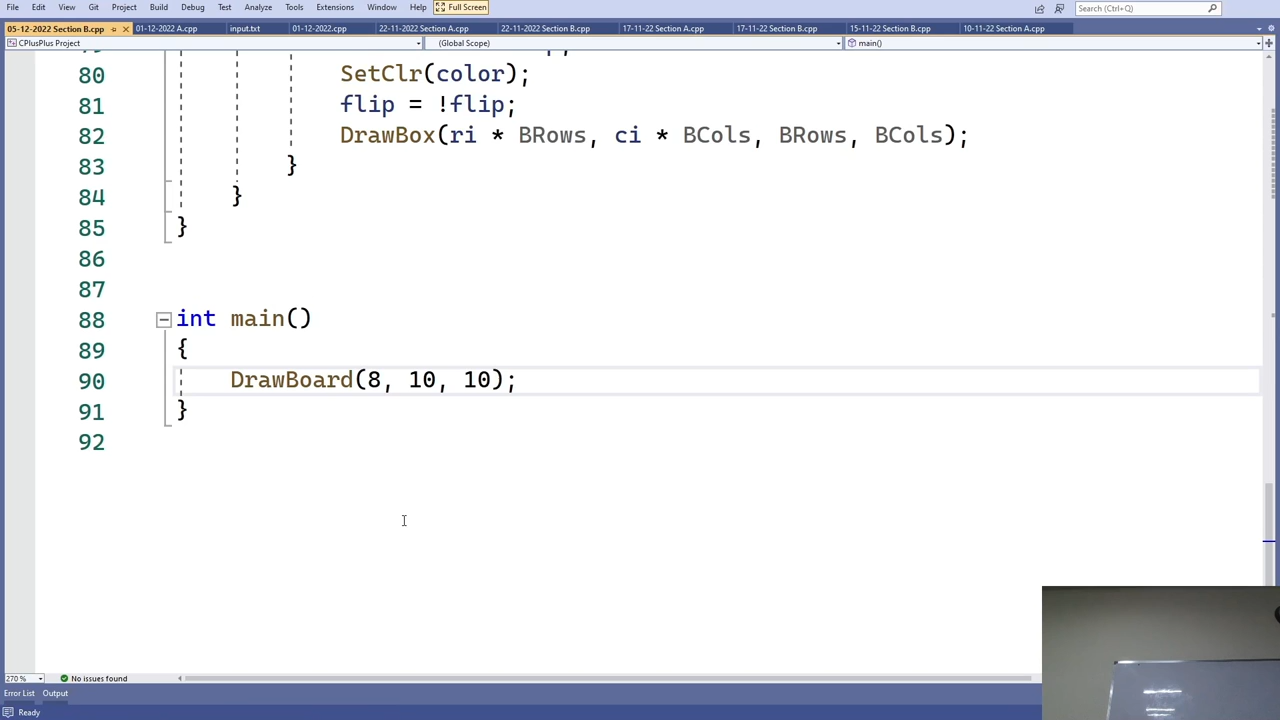 File Edit View Git Project Build Debug Test Analyze Tools Extensions Window Help Full Screen Search (Ctrl+Q)
05-12-2022 Section B.cpp 01-12-2022 A.cpp input.txt 01-12-2022.cpp 22-11-2022 Section A.cpp 22-11-2022 Section B.cpp 17-11-22 Section A.cpp 17-11-22 Section B.cpp 15-11-22 Section B.cpp 10-11-22 Section A.cpp
CPlusPlus Project (Global Scope) main()
80 SetClr(color);
81 flip = !flip;
82 DrawBox(ri * BRows, ci * BCols, BRows, BCols);
83 }
84 }
85 }
86
87
88 int main()
89 {
90 DrawBoard(8, 10, 10);
91 }
92
270 % No issues found
Error List Output
Ready